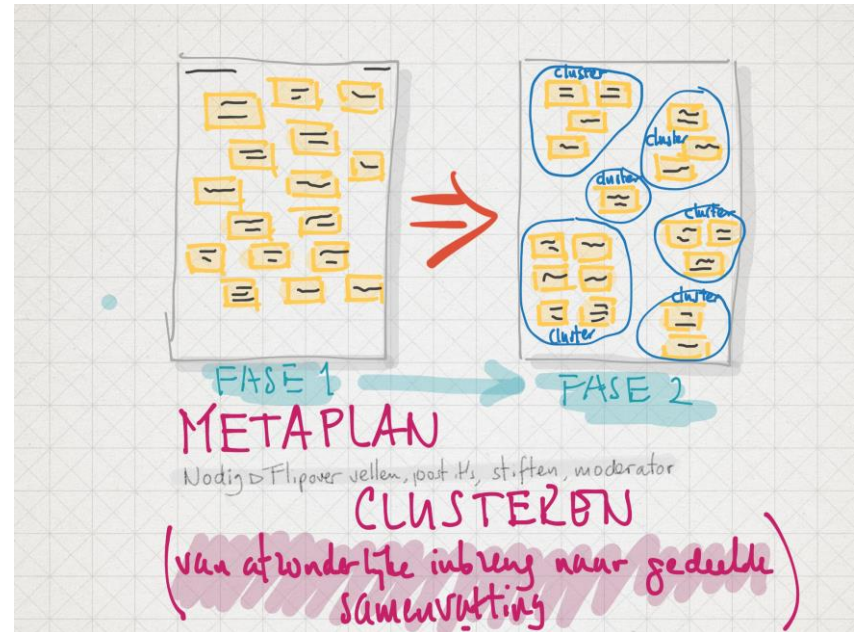 cluster
cluster
cluster
cluster
cluster
cluster
FASE 1
FASE 2
METAPLAN
Nodig ▷ Flipover vellen, post its, stiften, moderator
CLUSTEREN
(van afzonderlijke inbreng naar gedeelde
samenvatting)